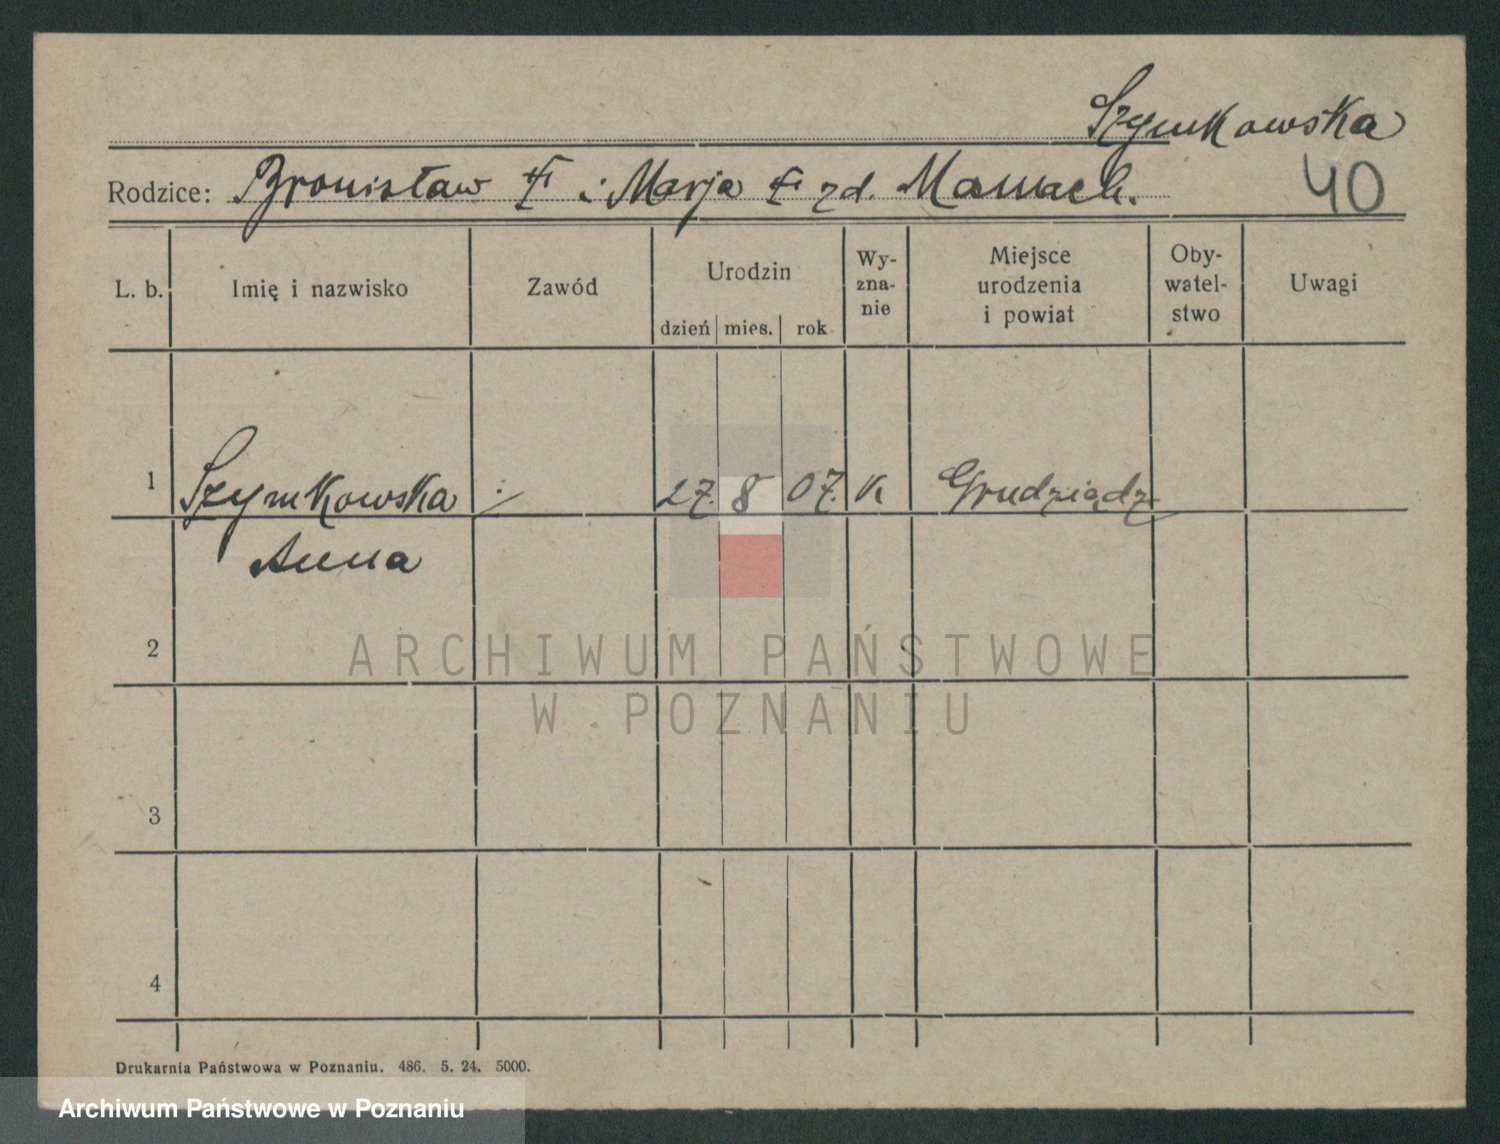 Szymkowska
Rodzice: Bronisław † i Marja † zd.
40
L. b. Imię i nazwisko Zawód Urodzin dzień mies. rok Wy-zna-nie Miejsce urodzenia i powiat Oby-watel-stwo Uwagi
1 Szymkowska ./ 27. 8 07. K Grudziądz
Anna
2
ARCHIWUM PAŃSTWOWE
W POZNANIU
3
4
Drukarnia Państwowa w Poznaniu. 486. 5. 24. 5000.
Archiwum Państwowe w Poznaniu